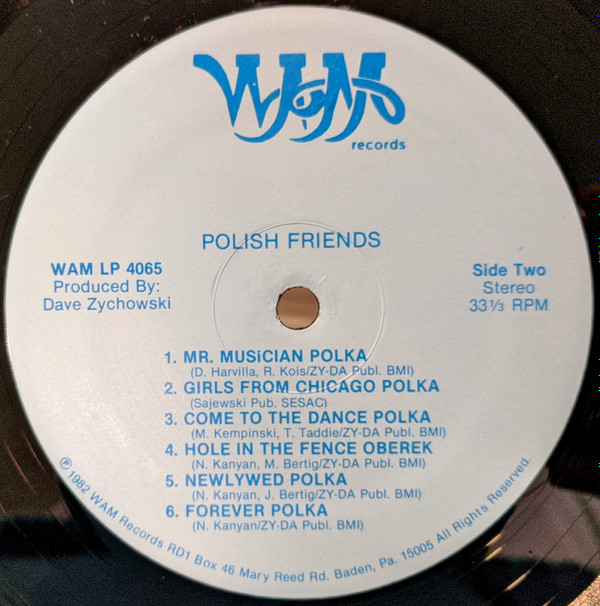 WAM
records
POLISH FRIENDS
WAM LP 4065
Produced By:
Dave Zychowski
Side Two
Stereo
33⅓ RPM
1. MR. MUSICIAN POLKA
(D. Harvilla, R. Kois/ZY-DA Publ. BMI)
2. GIRLS FROM CHICAGO POLKA
(Sajewski Pub. SESAC)
3. COME TO THE DANCE POLKA
(M. Kempinski, T. Taddie/ZY-DA Publ. BMI)
4. HOLE IN THE FENCE OBEREK
(N. Kanyan, M. Bertig/ZY-DA Publ. BMI)
5. NEWLYWED POLKA
(N. Kanyan, J. Bertig/ZY-DA Publ. BMI)
6. FOREVER POLKA
(N. Kanyan/ZY-DA Publ. BMI)
℗1982 WAM Records RD1 Box 46 Mary Reed Rd. Baden, Pa. 15005 All Rights Reserved.